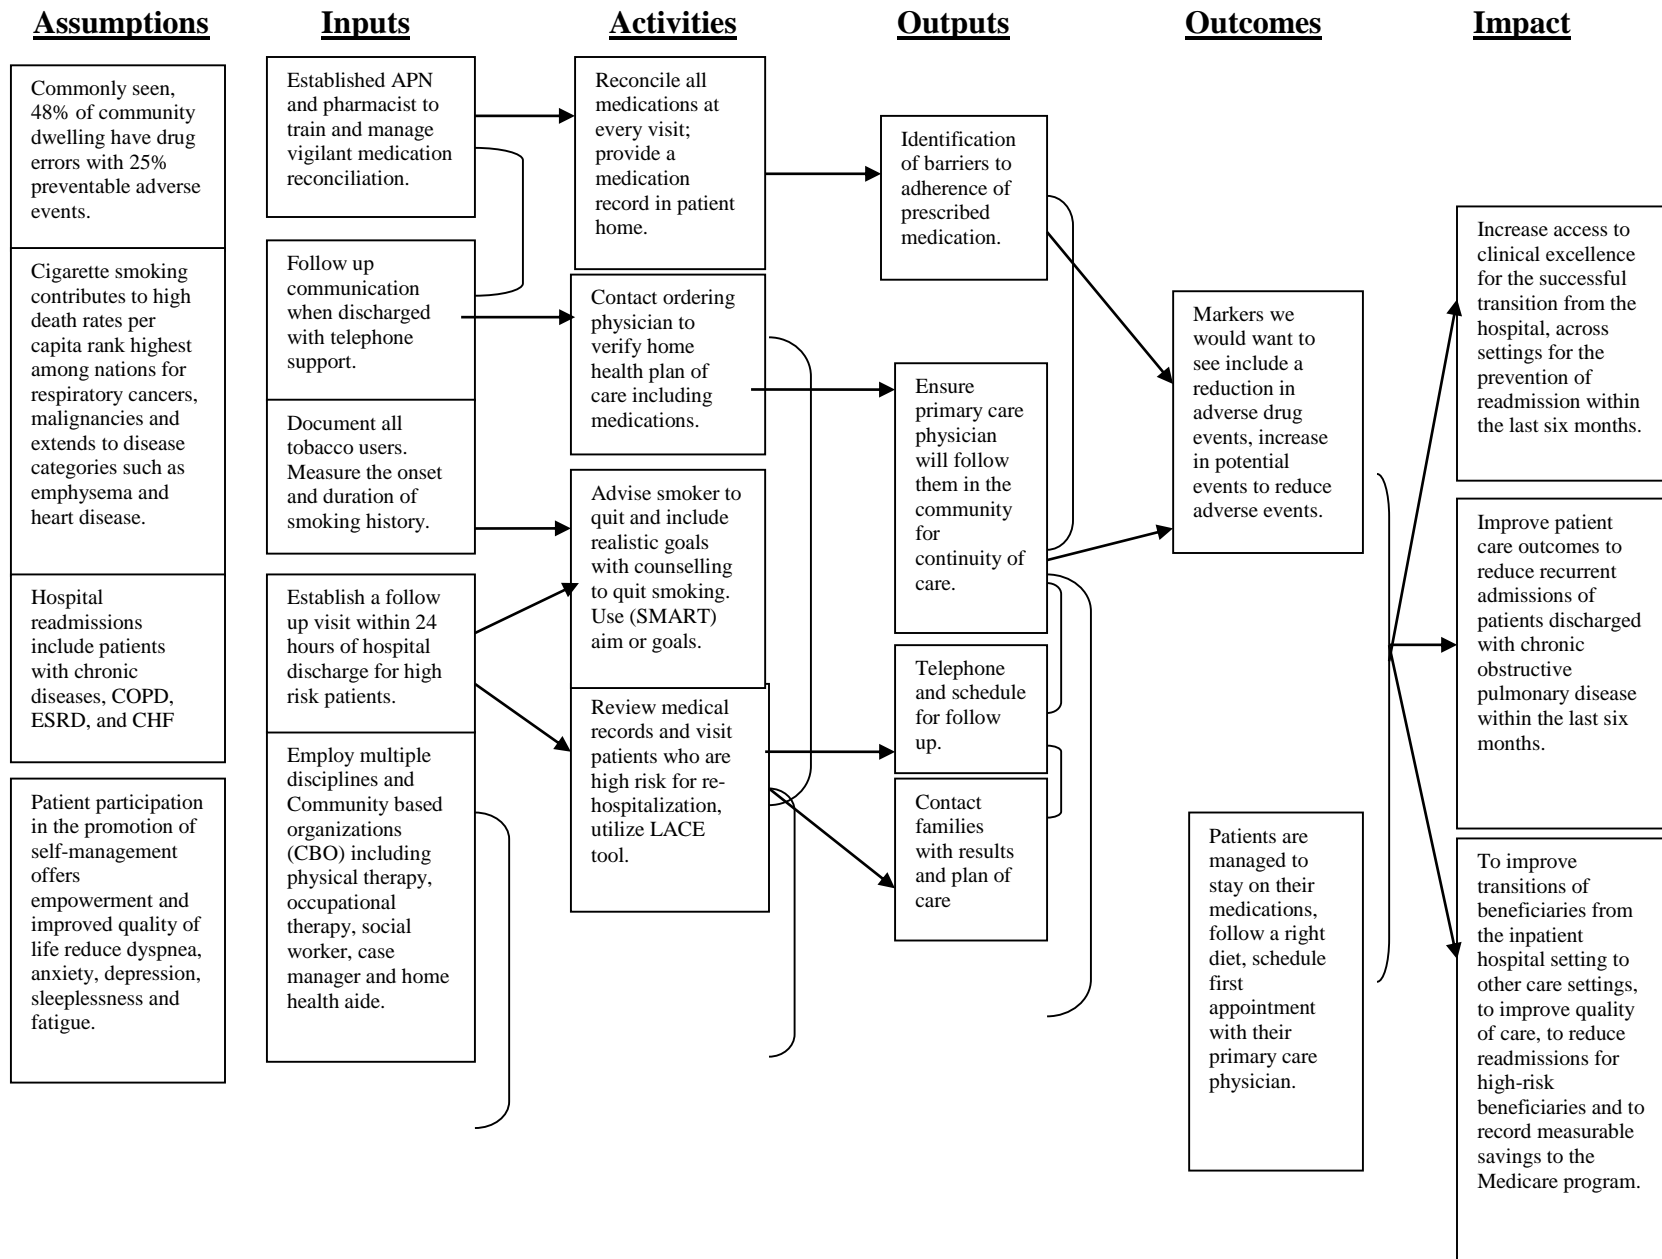 Assumptions
Inputs
Activities
Outputs
Outcomes
Impact
Commonly seen,
48% of community
dwelling have drug
errors with 25%
preventable adverse
events.
Cigarette smoking
contributes to high
death rates per
capita rank highest
among nations for
respiratory cancers,
malignancies and
extends to disease
categories such as
emphysema and
heart disease.
Hospital
readmissions
include patients
with chronic
diseases, COPD,
ESRD, and CHF
Patient participation
in the promotion of
self-management
offers
empowerment and
improved quality of
life reduce dyspnea,
anxiety, depression,
sleeplessness and
fatigue.
Established APN
and pharmacist to
train and manage
vigilant medication
reconciliation.
Follow up
communication
when discharged
with telephone
support.
Document all
tobacco users.
Measure the onset
and duration of
smoking history.
Establish a follow
up visit within 24
hours of hospital
discharge for high
risk patients.
Employ multiple
disciplines and
Community based
organizations
(CBO) including
physical therapy,
occupational
therapy, social
worker, case
manager and home
health aide.
Reconcile all
medications at
every visit;
provide a
medication
record in patient
home.
Contact ordering
physician to
verify home
health plan of
care including
medications.
Advise smoker to
quit and include
realistic goals
with counselling
to quit smoking.
Use (SMART)
aim or goals.
Review medical
records and visit
patients who are
high risk for re-
hospitalization,
utilize LACE
tool.
Identification
of barriers to
adherence of
prescribed
medication.
Ensure
primary care
physician
will follow
them in the
community
for
continuity of
care.
Telephone
and schedule
for follow
up.
Contact
families
with results
and plan of
care
Markers we
would want to
see include a
reduction in
adverse drug
events, increase
in potential
events to reduce
adverse events.
Patients are
managed to
stay on their
medications,
follow a right
diet, schedule
first
appointment
with their
primary care
physician.
Increase access to
clinical excellence
for the successful
transition from the
hospital, across
settings for the
prevention of
readmission within
the last six months.
Improve patient
care outcomes to
reduce recurrent
admissions of
patients discharged
with chronic
obstructive
pulmonary disease
within the last six
months.
To improve
transitions of
beneficiaries from
the inpatient
hospital setting to
other care settings,
to improve quality
of care, to reduce
readmissions for
high-risk
beneficiaries and to
record measurable
savings to the
Medicare program.